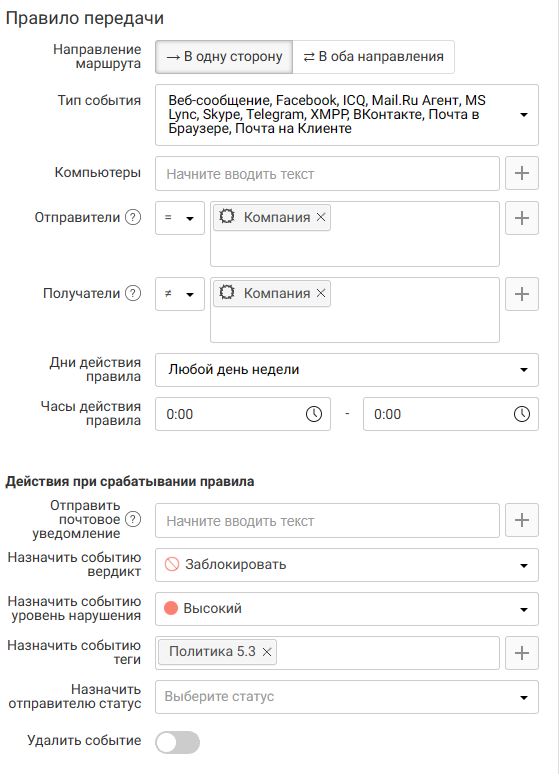 Правило передачи
Направление
маршрута
→ В одну сторону
⇄ В оба направления
Тип события
Веб-сообщение, Facebook, ICQ, Mail.Ru Агент, MS
Lync, Skype, Telegram, XMPP, ВКонтакте, Почта в
Браузере, Почта на Клиенте
Компьютеры
Начните вводить текст
Отправители ?
=
Компания ×
Получатели ?
≠
Компания ×
Дни действия
правила
Любой день недели
Часы действия
правила
0:00 - 0:00
Действия при срабатывании правила
Отправить
почтовое
уведомление ?
Начните вводить текст
Назначить событию
вердикт
Заблокировать
Назначить событию
уровень нарушения
Высокий
Назначить событию
теги
Политика 5.3 ×
Назначить
отправителю статус
Выберите статус
Удалить событие